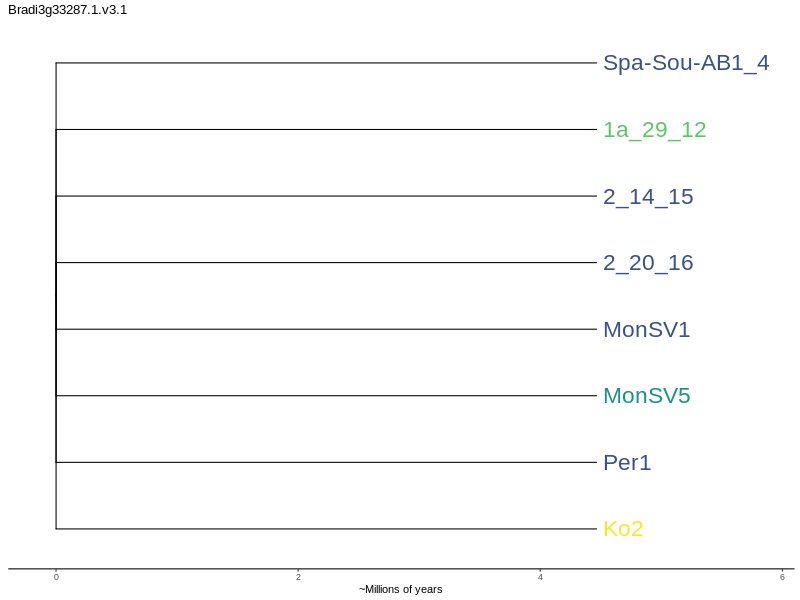 Bradi3g33287.1.v3.1
Spa-Sou-AB1_4
1a_29_12
2_14_15
2_20_16
MonSV1
MonSV5
Per1
Ko2
0 2 4 6
~Millions of years